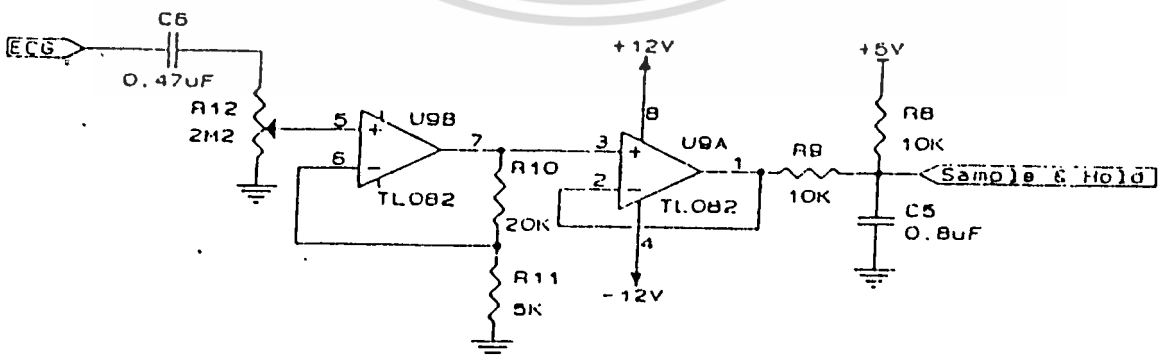 C6
ECG
0.47uF
+12V
+5V
R12
2M2
5
U9B
7
6
TL082
R10
20K
R11
5K
3
8
U9A
1
2
TL082
4
-12V
R9
10K
R8
10K
Sample & Hold
C5
0.8uF